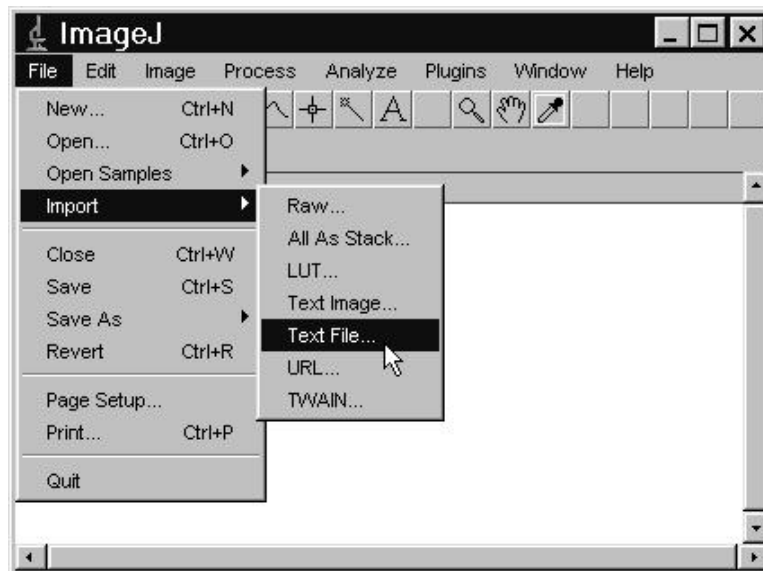 ImageJ
File Edit Image Process Analyze Plugins Window Help
New... Ctrl+N
Open... Ctrl+O
Open Samples
Import
Close Ctrl+W
Save Ctrl+S
Save As
Revert Ctrl+R
Page Setup...
Print... Ctrl+P
Quit
A
Raw...
All As Stack...
LUT...
Text Image...
Text File...
URL...
TWAIN...